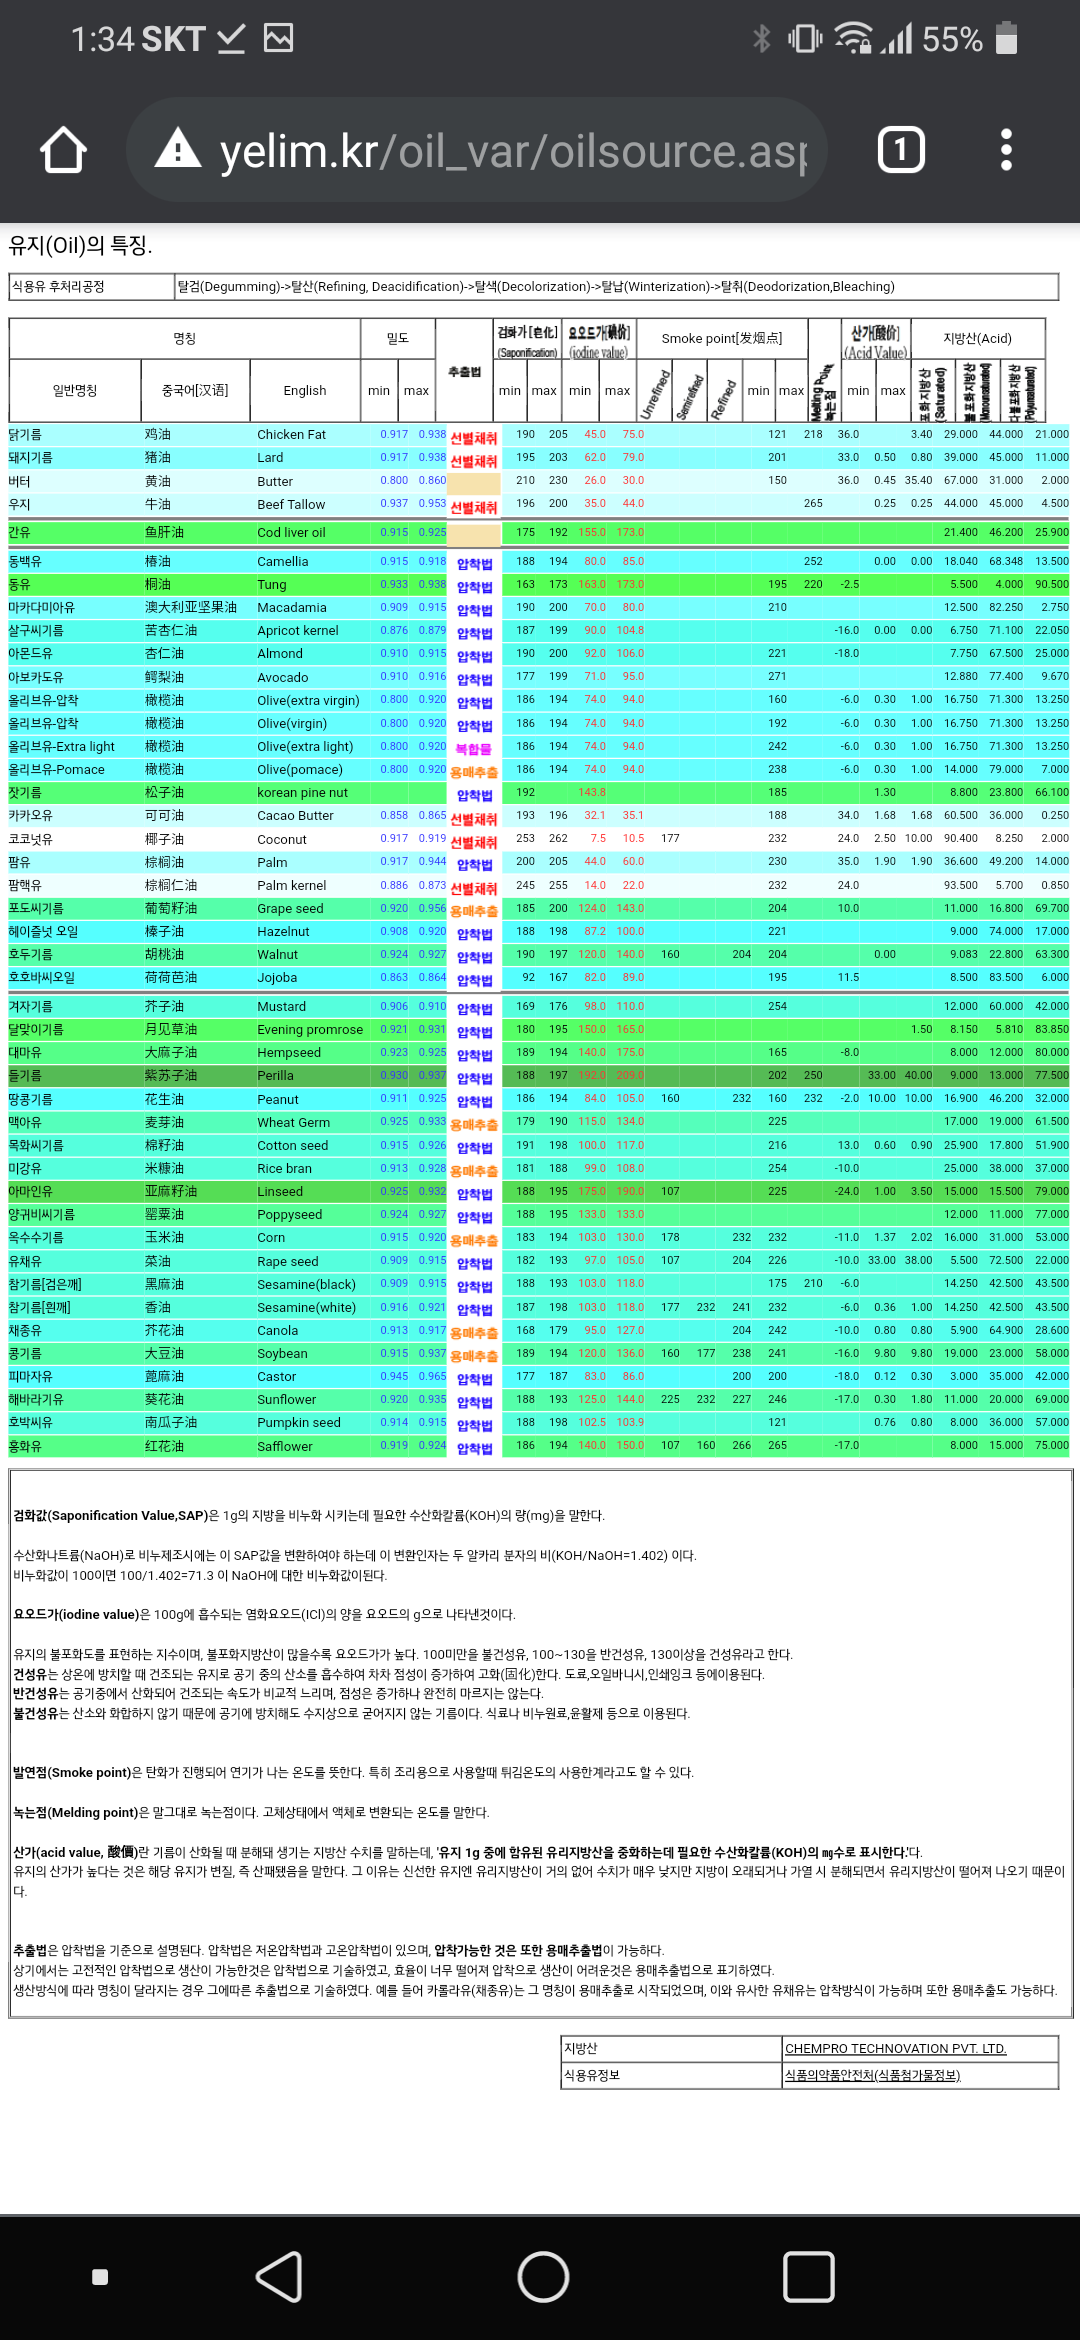 1:34 SKT 55%
yelim.kr/oil_var/oilsource.asp
1
유지(Oil)의 특징.
식용유 후처리공정 탈검(Degumming)->탈산(Refining, Deacidification)->탈색(Decolorization)->탈납(Winterization)->탈취(Deodorization,Bleaching)
명칭 밀도 추출법 검화가[皂化] (Saponification) 요오드가[碘价] (iodine value) Smoke point[发烟点] Melting Point 녹는점 산가[酸价] (Acid Value) 지방산(Acid)
일반명칭 중국어[汉语] English min max min max min max Unrefined Semirefined Refined min max min max 포화지방산 (Saturated) 불포화지방산 (Monounsaturated) 다불포화지방산 (Polyunsaturated)
닭기름 鸡油 Chicken Fat 0.917 0.938 선별채취 190 205 45.0 75.0 121 218 36.0 3.40 29.000 44.000 21.000
돼지기름 猪油 Lard 0.917 0.938 선별채취 195 203 62.0 79.0 201 33.0 0.50 0.80 39.000 45.000 11.000
버터 黄油 Butter 0.800 0.860 210 230 26.0 30.0 150 36.0 0.45 35.40 67.000 31.000 2.000
우지 牛油 Beef Tallow 0.937 0.953 선별채취 196 200 35.0 44.0 265 0.25 0.25 44.000 45.000 4.500
간유 鱼肝油 Cod liver oil 0.915 0.925 175 192 155.0 173.0 21.400 46.200 25.900
동백유 椿油 Camellia 0.915 0.918 압착법 188 194 80.0 85.0 252 0.00 0.00 18.040 68.348 13.500
동유 桐油 Tung 0.933 0.938 압착법 163 173 163.0 173.0 195 220 -2.5 5.500 4.000 90.500
마카다미아유 澳大利亚坚果油 Macadamia 0.909 0.915 압착법 190 200 70.0 80.0 210 12.500 82.250 2.750
살구씨기름 苦杏仁油 Apricot kernel 0.876 0.879 압착법 187 199 90.0 104.8 -16.0 0.00 0.00 6.750 71.100 22.050
아몬드유 杏仁油 Almond 0.910 0.915 압착법 190 200 92.0 106.0 221 -18.0 7.750 67.500 25.000
아보카도유 鳄梨油 Avocado 0.910 0.916 압착법 177 199 71.0 95.0 271 12.880 77.400 9.670
올리브유-압착 橄榄油 Olive(extra virgin) 0.800 0.920 압착법 186 194 74.0 94.0 160 -6.0 0.30 1.00 16.750 71.300 13.250
올리브유-압착 橄榄油 Olive(virgin) 0.800 0.920 압착법 186 194 74.0 94.0 192 -6.0 0.30 1.00 16.750 71.300 13.250
올리브유-Extra light 橄榄油 Olive(extra light) 0.800 0.920 복합물 186 194 74.0 94.0 242 -6.0 0.30 1.00 16.750 71.300 13.250
올리브유-Pomace 橄榄油 Olive(pomace) 0.800 0.920 용매추출 186 194 74.0 94.0 238 -6.0 0.30 1.00 14.000 79.000 7.000
잣기름 松子油 korean pine nut 압착법 192 143.8 185 1.30 8.800 23.800 66.100
카카오유 可可油 Cacao Butter 0.858 0.865 선별채취 193 196 32.1 35.1 188 34.0 1.68 1.68 60.500 36.000 0.250
코코넛유 椰子油 Coconut 0.917 0.919 선별채취 253 262 7.5 10.5 177 232 24.0 2.50 10.00 90.400 8.250 2.000
팜유 棕榈油 Palm 0.917 0.944 압착법 200 205 44.0 60.0 230 35.0 1.90 1.90 36.600 49.200 14.000
팜핵유 棕榈仁油 Palm kernel 0.886 0.873 선별채취 245 255 14.0 22.0 232 24.0 93.500 5.700 0.850
포도씨기름 葡萄籽油 Grape seed 0.920 0.956 용매추출 185 200 124.0 143.0 204 10.0 11.000 16.800 69.700
헤이즐넛 오일 榛子油 Hazelnut 0.908 0.920 압착법 188 198 87.2 100.0 221 9.000 74.000 17.000
호두기름 胡桃油 Walnut 0.924 0.927 압착법 190 197 120.0 140.0 160 204 204 0.00 9.083 22.800 63.300
호호바씨오일 荷荷芭油 Jojoba 0.863 0.864 압착법 92 167 82.0 89.0 195 11.5 8.500 83.500 6.000
겨자기름 芥子油 Mustard 0.906 0.910 압착법 169 176 98.0 110.0 254 12.000 60.000 42.000
달맞이기름 月见草油 Evening promrose 0.921 0.931 압착법 180 195 150.0 165.0 1.50 8.150 5.810 83.850
대마유 大麻子油 Hempseed 0.923 0.925 압착법 189 194 140.0 175.0 165 -8.0 8.000 12.000 80.000
들기름 紫苏子油 Perilla 0.930 0.937 압착법 188 197 192.0 209.0 202 250 33.00 40.00 9.000 13.000 77.500
땅콩기름 花生油 Peanut 0.911 0.925 압착법 186 194 84.0 105.0 160 232 160 232 -2.0 10.00 10.00 16.900 46.200 32.000
맥아유 麦芽油 Wheat Germ 0.925 0.933 용매추출 179 190 115.0 134.0 225 17.000 19.000 61.500
목화씨기름 棉籽油 Cotton seed 0.915 0.926 압착법 191 198 100.0 117.0 216 13.0 0.60 0.90 25.900 17.800 51.900
미강유 米糠油 Rice bran 0.913 0.928 용매추출 181 188 99.0 108.0 254 -10.0 25.000 38.000 37.000
아마인유 亚麻籽油 Linseed 0.925 0.932 압착법 188 195 175.0 190.0 107 225 -24.0 1.00 3.50 15.000 15.500 79.000
양귀비씨기름 罂粟油 Poppyseed 0.924 0.927 압착법 188 195 133.0 133.0 12.000 11.000 77.000
옥수수기름 玉米油 Corn 0.915 0.920 용매추출 183 194 103.0 130.0 178 232 232 -11.0 1.37 2.02 16.000 31.000 53.000
유채유 菜油 Rape seed 0.909 0.915 압착법 182 193 97.0 105.0 107 204 226 -10.0 33.00 38.00 5.500 72.500 22.000
참기름[검은깨] 黑麻油 Sesamine(black) 0.909 0.915 압착법 188 193 103.0 118.0 175 210 -6.0 14.250 42.500 43.500
참기름[흰깨] 香油 Sesamine(white) 0.916 0.921 압착법 187 198 103.0 118.0 177 232 241 232 -6.0 0.36 1.00 14.250 42.500 43.500
채종유 芥花油 Canola 0.913 0.917 용매추출 168 179 95.0 127.0 204 242 -10.0 0.80 0.80 5.900 64.900 28.600
콩기름 大豆油 Soybean 0.915 0.937 용매추출 189 194 120.0 136.0 160 177 238 241 -16.0 9.80 9.80 19.000 23.000 58.000
피마자유 蓖麻油 Castor 0.945 0.965 압착법 177 187 83.0 86.0 200 200 -18.0 0.12 0.30 3.000 35.000 42.000
해바라기유 葵花油 Sunflower 0.920 0.935 압착법 188 193 125.0 144.0 225 232 227 246 -17.0 0.30 1.80 11.000 20.000 69.000
호박씨유 南瓜子油 Pumpkin seed 0.914 0.915 압착법 188 198 102.5 103.9 121 0.76 0.80 8.000 36.000 57.000
홍화유 红花油 Safflower 0.919 0.924 압착법 186 194 140.0 150.0 107 160 266 265 -17.0 8.000 15.000 75.000
검화값(Saponification Value,SAP)은 1g의 지방을 비누화 시키는데 필요한 수산화칼륨(KOH)의 량(mg)을 말한다.
수산화나트륨(NaOH)로 비누제조시에는 이 SAP값을 변환하여야 하는데 이 변환인자는 두 알카리 분자의 비(KOH/NaOH=1.402) 이다.
비누화값이 100이면 100/1.402=71.3 이 NaOH에 대한 비누화값이된다.
요오드가(iodine value)은 100g에 흡수되는 염화요오드(ICl)의 양을 요오드의 g으로 나타낸것이다.
유지의 불포화도를 표현하는 지수이며, 불포화지방산이 많을수록 요오드가가 높다. 100미만을 불건성유, 100~130을 반건성유, 130이상을 건성유라고 한다.
건성유는 상온에 방치할 때 건조되는 유지로 공기 중의 산소를 흡수하여 차차 점성이 증가하여 고화(固化)한다. 도료,오일바니시,인쇄잉크 등에이용된다.
반건성유는 공기중에서 산화되어 건조되는 속도가 비교적 느리며, 점성은 증가하나 완전히 마르지는 않는다.
불건성유는 산소와 화합하지 않기 때문에 공기에 방치해도 수지상으로 굳어지지 않는 기름이다. 식료나 비누원료,윤활제 등으로 이용된다.
발연점(Smoke point)은 탄화가 진행되어 연기가 나는 온도를 뜻한다. 특히 조리용으로 사용할때 튀김온도의 사용한계라고도 할 수 있다.
녹는점(Melding point)은 말그대로 녹는점이다. 고체상태에서 액체로 변환되는 온도를 말한다.
산가(acid value, 酸價)란 기름이 산화될 때 분해돼 생기는 지방산 수치를 말하는데, '유지 1g 중에 함유된 유리지방산을 중화하는데 필요한 수산화칼륨(KOH)의 ㎎수로 표시한다.'다.
유지의 산가가 높다는 것은 해당 유지가 변질, 즉 산패됐음을 말한다. 그 이유는 신선한 유지엔 유리지방산이 거의 없어 수치가 매우 낮지만 지방이 오래되거나 가열 시 분해되면서 유리지방산이 떨어져 나오기 때문이
다.
추출법은 압착법을 기준으로 설명된다. 압착법은 저온압착법과 고온압착법이 있으며, 압착가능한 것은 또한 용매추출법이 가능하다.
상기에서는 고전적인 압착법으로 생산이 가능한것은 압착법으로 기술하였고, 효율이 너무 떨어져 압착으로 생산이 어려운것은 용매추출법으로 표기하였다.
생산방식에 따라 명칭이 달라지는 경우 그에따른 추출법으로 기술하였다. 예를 들어 카롤라유(채종유)는 그 명칭이 용매추출로 시작되었으며, 이와 유사한 유채유는 압착방식이 가능하며 또한 용매추출도 가능하다.
지방산 CHEMPRO TECHNOVATION PVT. LTD.
식용유정보 식품의약품안전처(식품첨가물정보)